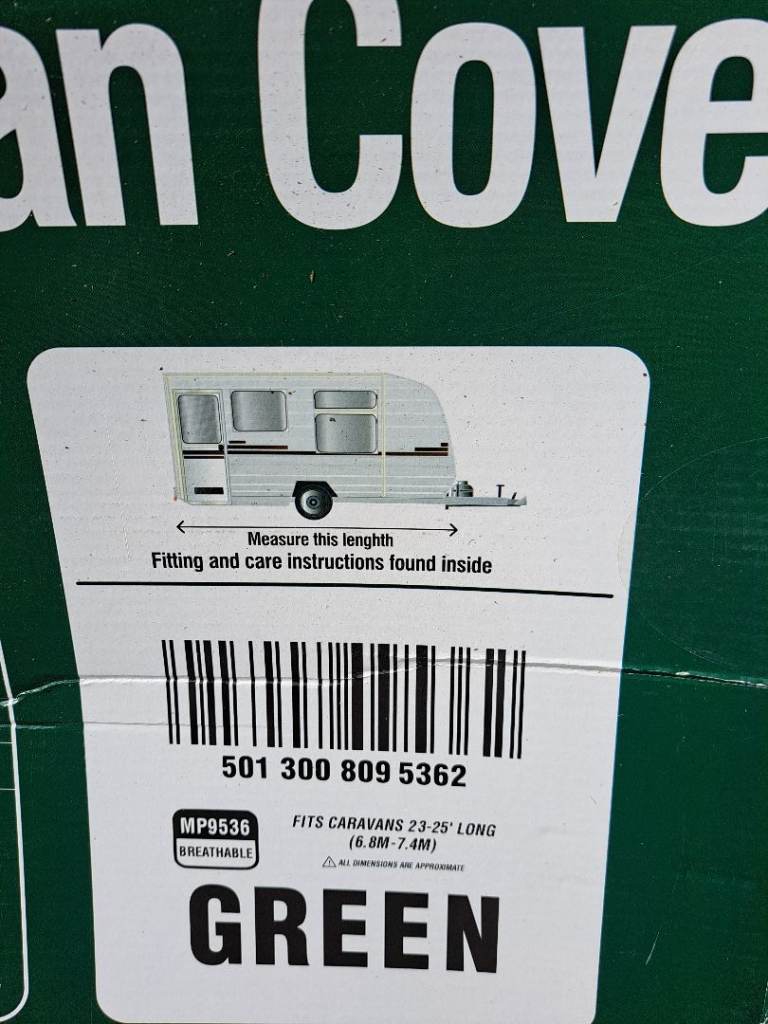 an Cove
Measure this lenghth
Fitting and care instructions found inside
501 300 809 5362
MP9536
BREATHABLE
FITS CARAVANS 23-25' LONG
(6.8M-7.4M)
ALL DIMENSIONS ARE APPROXIMATE
GREEN